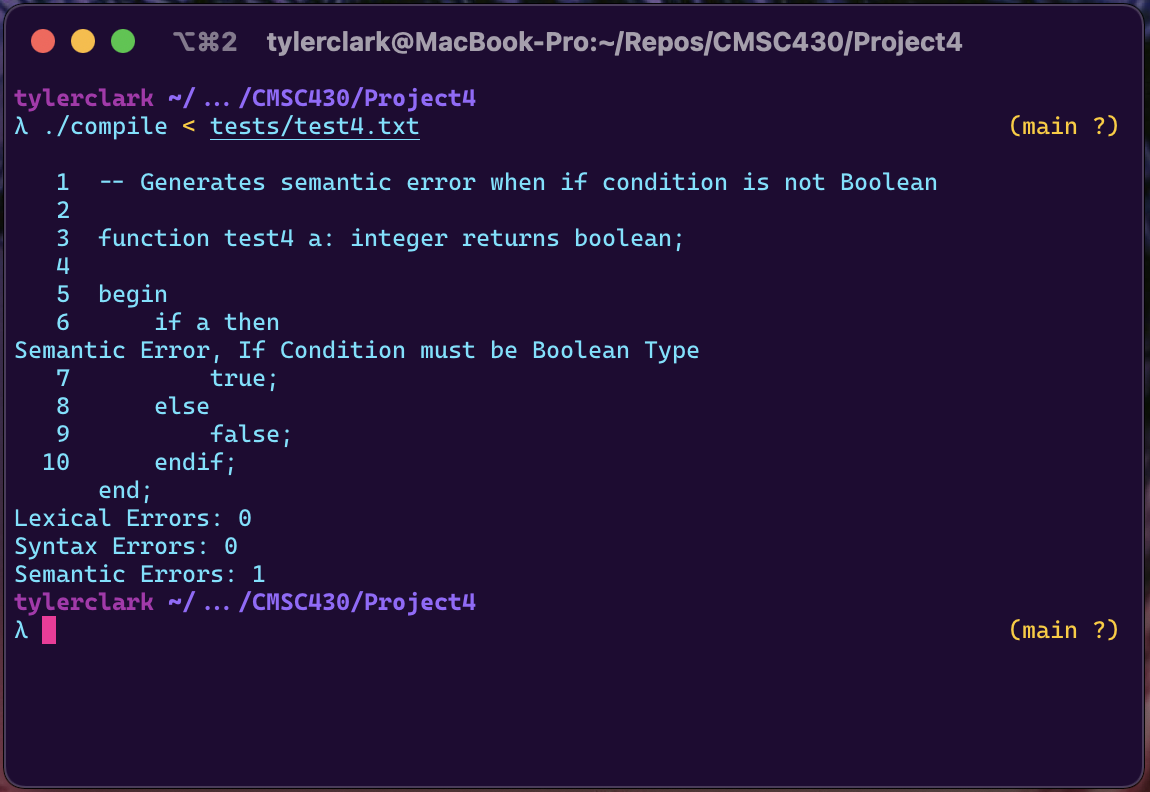 ⌥⌘2 tylerclark@MacBook-Pro:~/Repos/CMSC430/Project4
tylerclark ~/ … /CMSC430/Project4
λ ./compile < tests/test4.txt (main ?)
1 -- Generates semantic error when if condition is not Boolean
2
3 function test4 a: integer returns boolean;
4
5 begin
6 if a then
Semantic Error, If Condition must be Boolean Type
7 true;
8 else
9 false;
10 endif;
end;
Lexical Errors: 0
Syntax Errors: 0
Semantic Errors: 1
tylerclark ~/ … /CMSC430/Project4
λ (main ?)